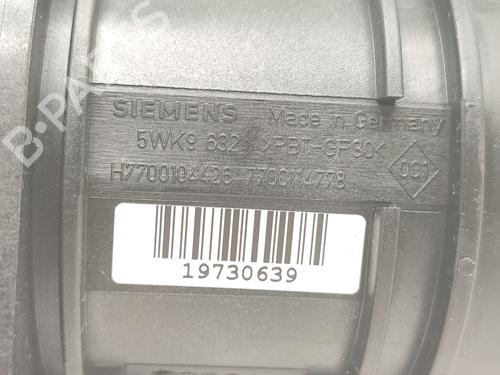 B-PARTS
SIEMENS Made in Germany
5WK9 632 >PBT-GF30<
H7700104426 7700114778
001
19730639